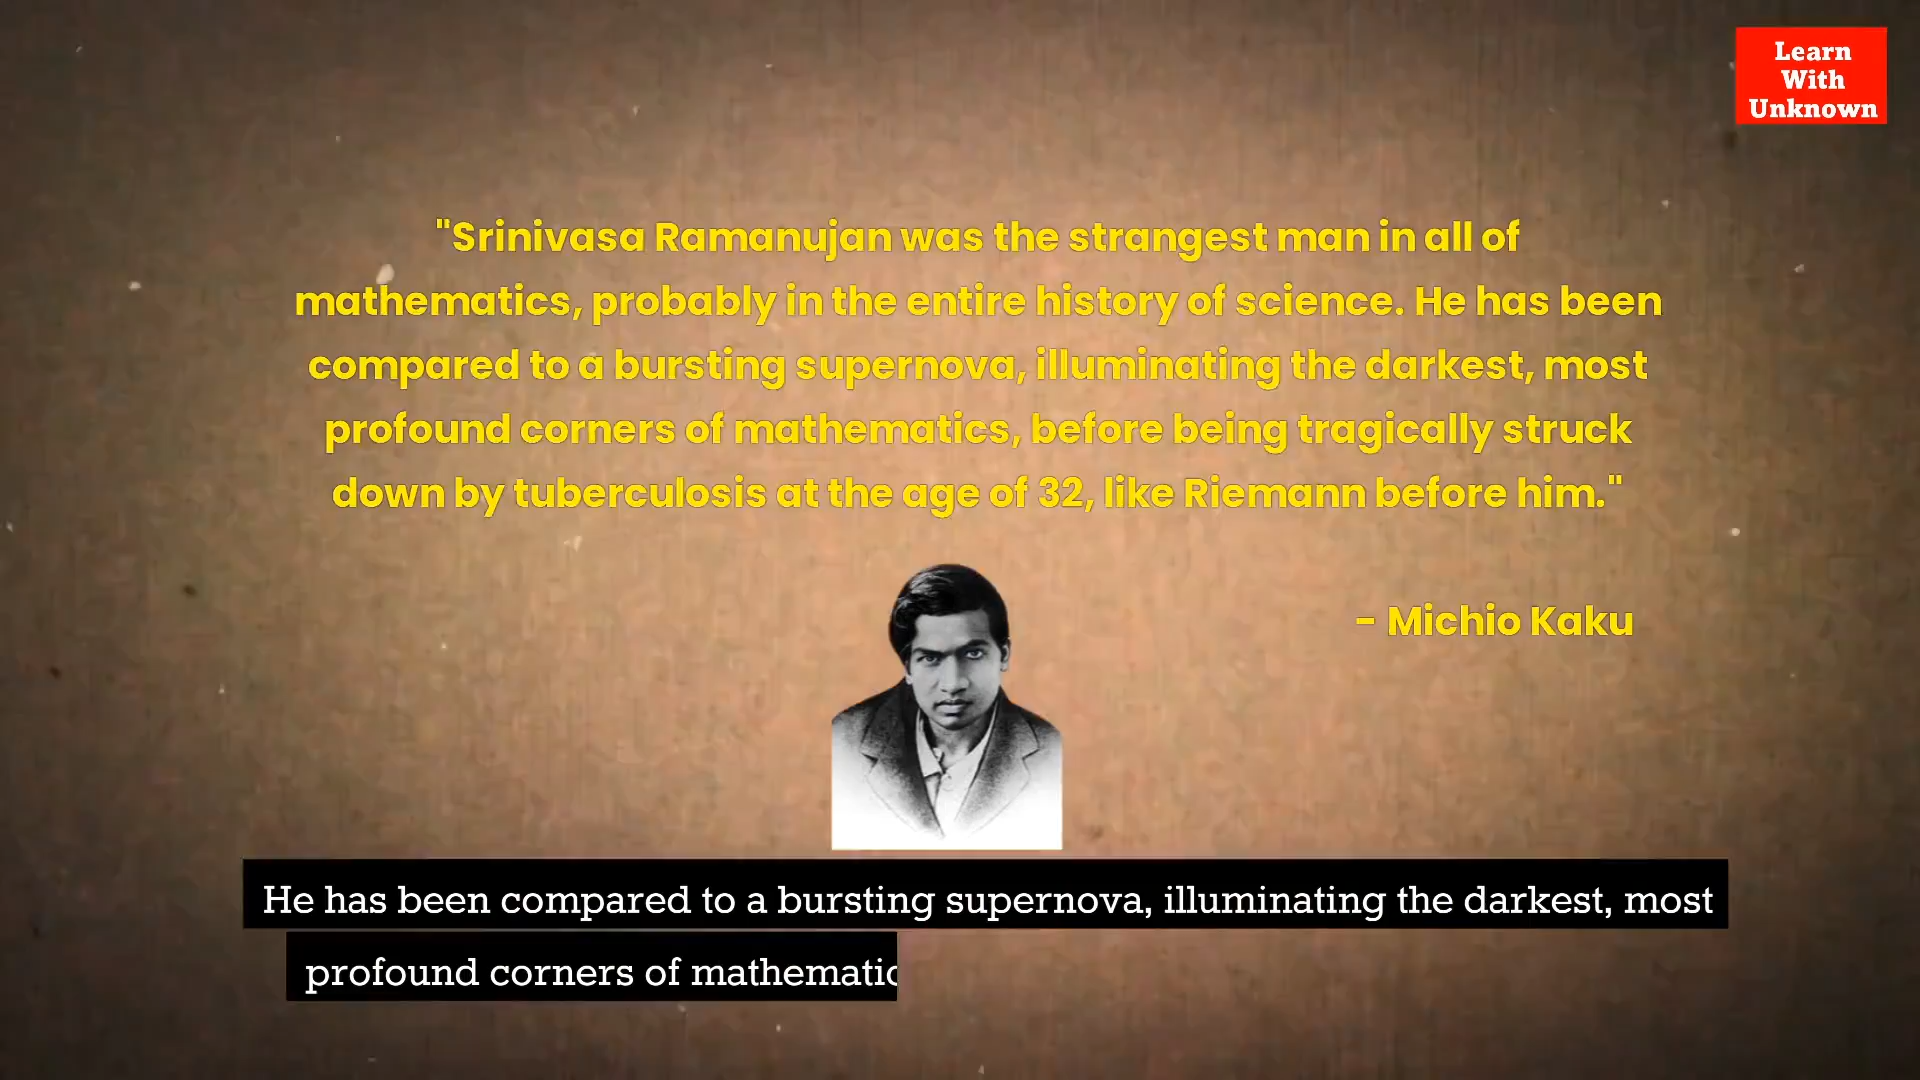 Learn
With
Unknown
"Srinivasa Ramanujan was the strangest man in all of
mathematics, probably in the entire history of science. He has been
compared to a bursting supernova, illuminating the darkest, most
profound corners of mathematics, before being tragically struck
down by tuberculosis at the age of 32, like Riemann before him."
- Michio Kaku
He has been compared to a bursting supernova, illuminating the darkest, most
profound corners of mathematic